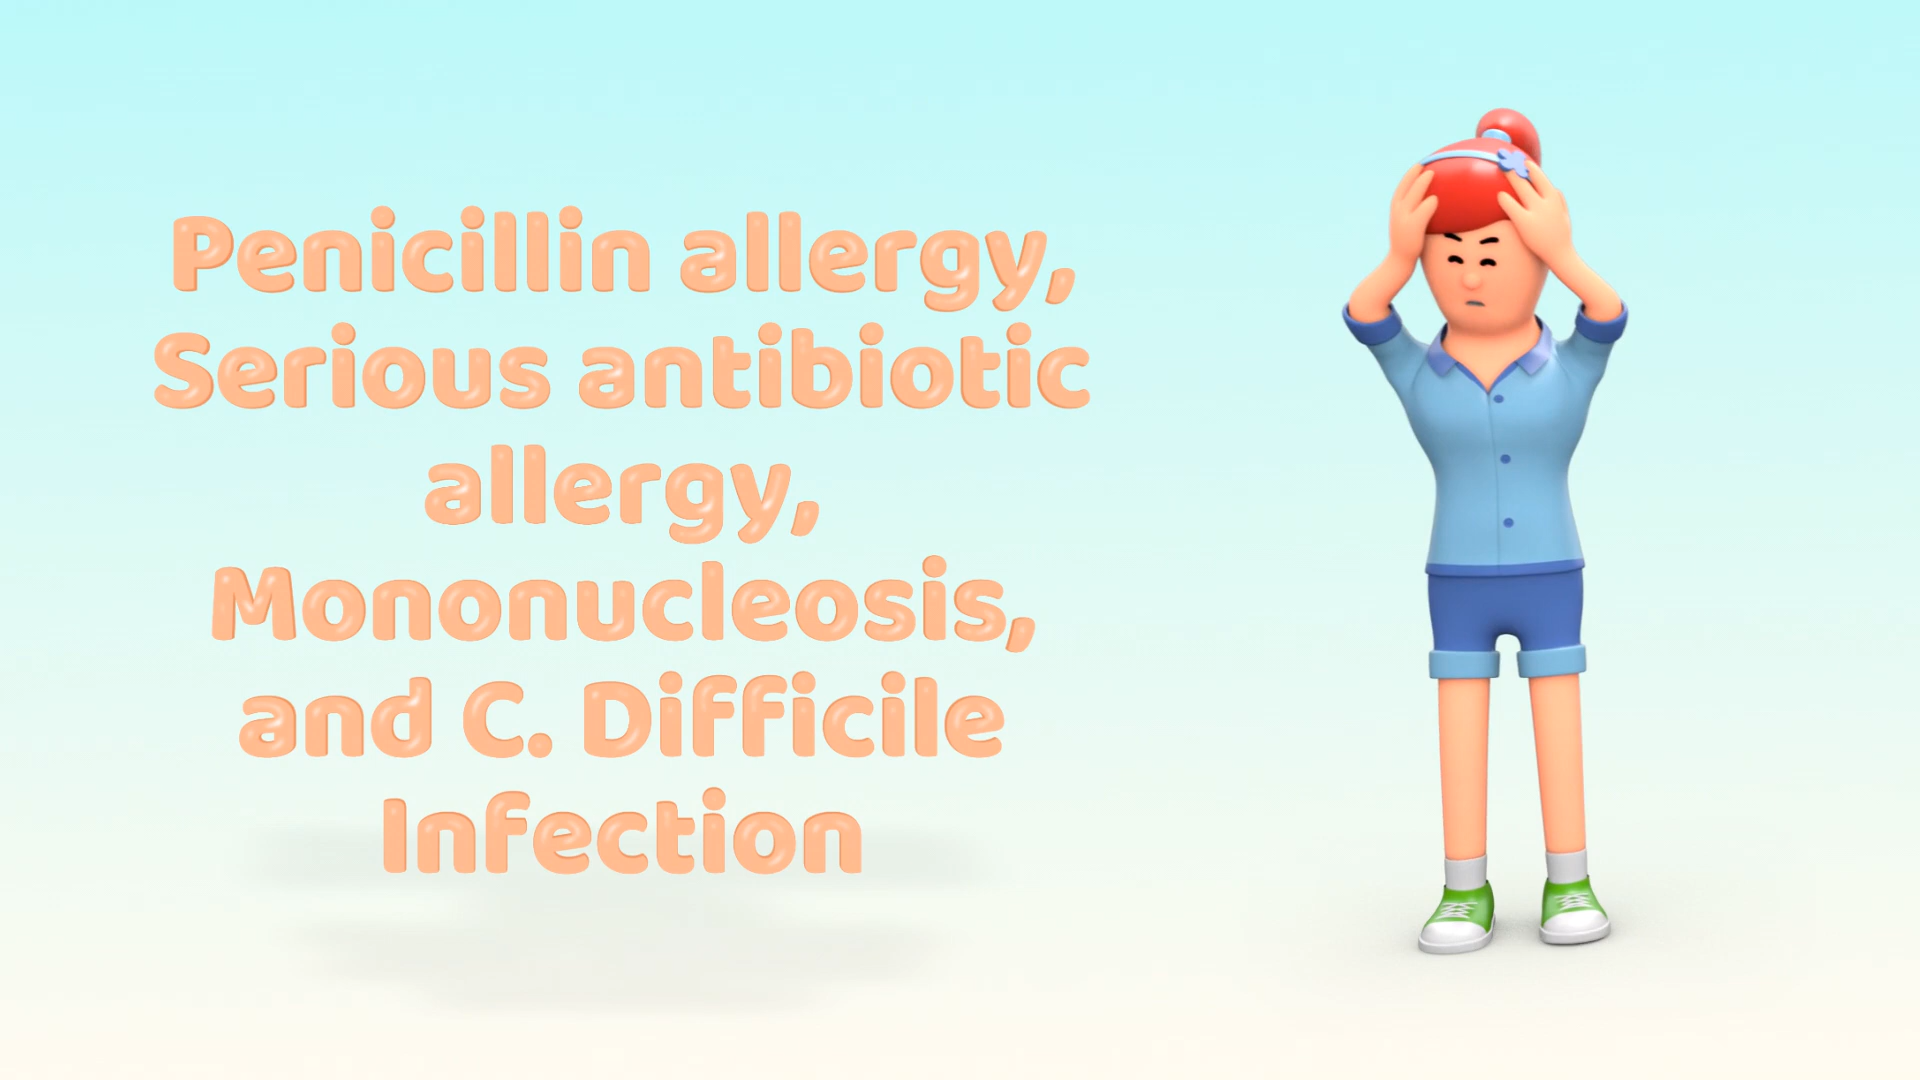 Penicillin allergy,
Serious antibiotic
allergy,
Mononucleosis,
and C. Difficile
Infection